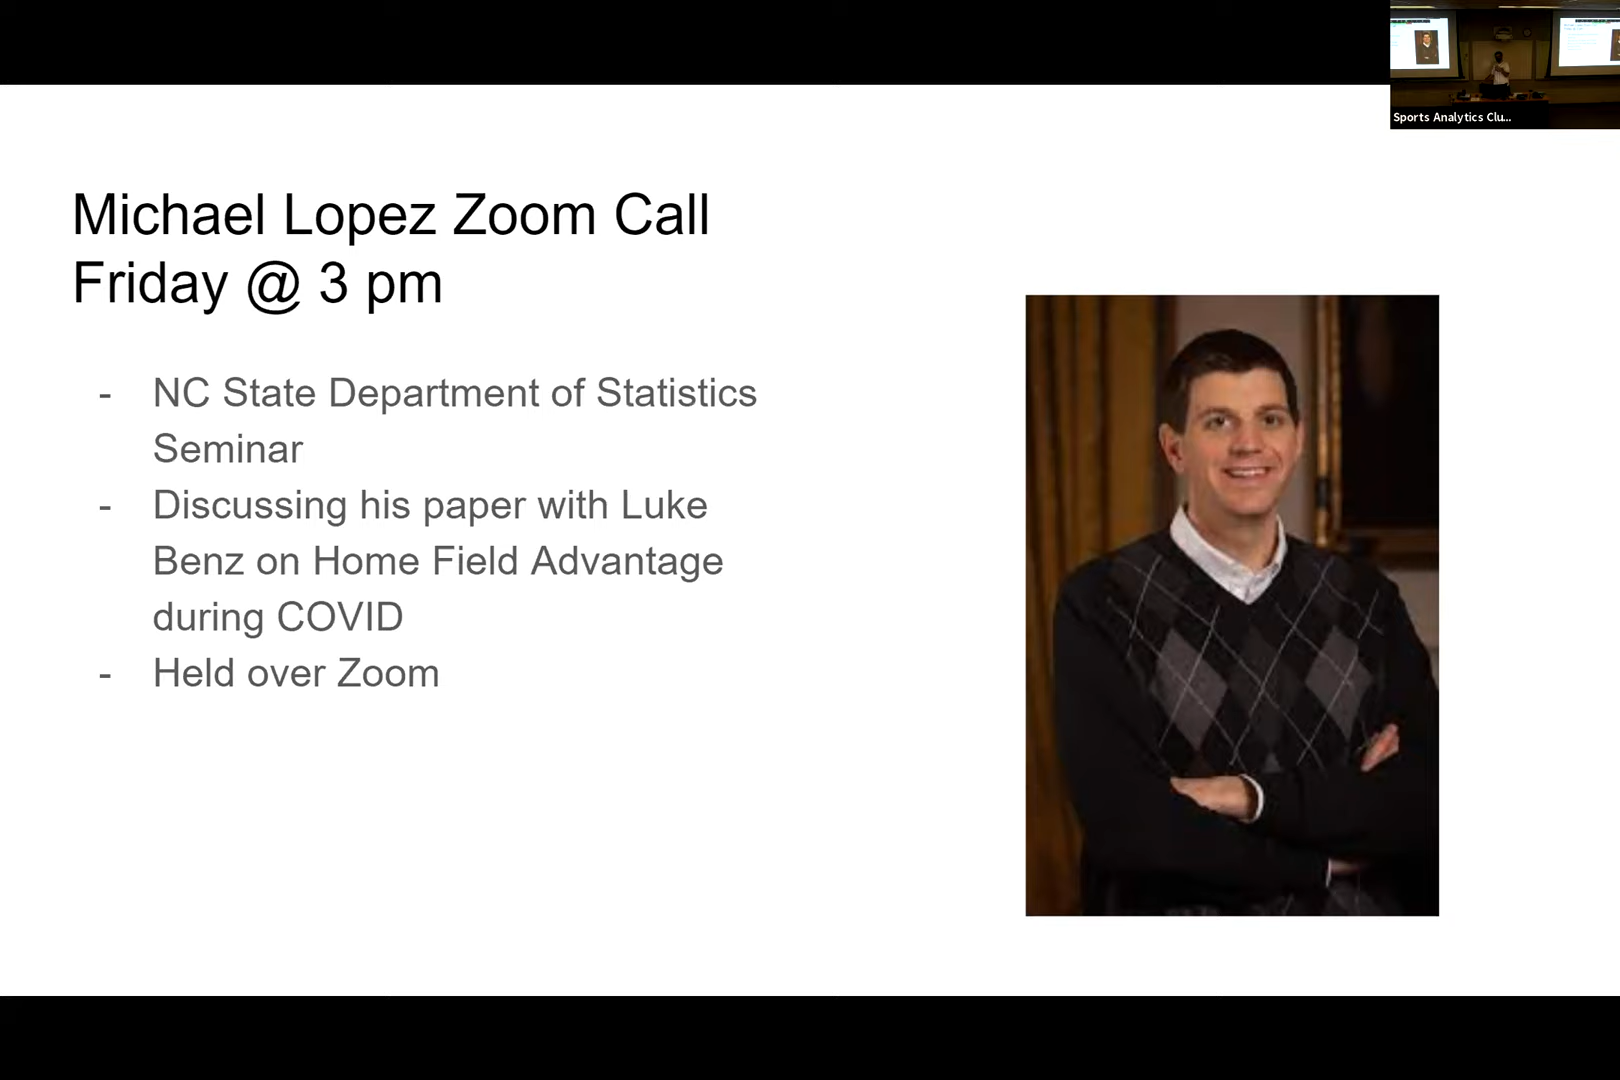 Sports Analytics Clu...
Michael Lopez Zoom Call
Friday @ 3 pm
- NC State Department of Statistics
Seminar
- Discussing his paper with Luke
Benz on Home Field Advantage
during COVID
- Held over Zoom